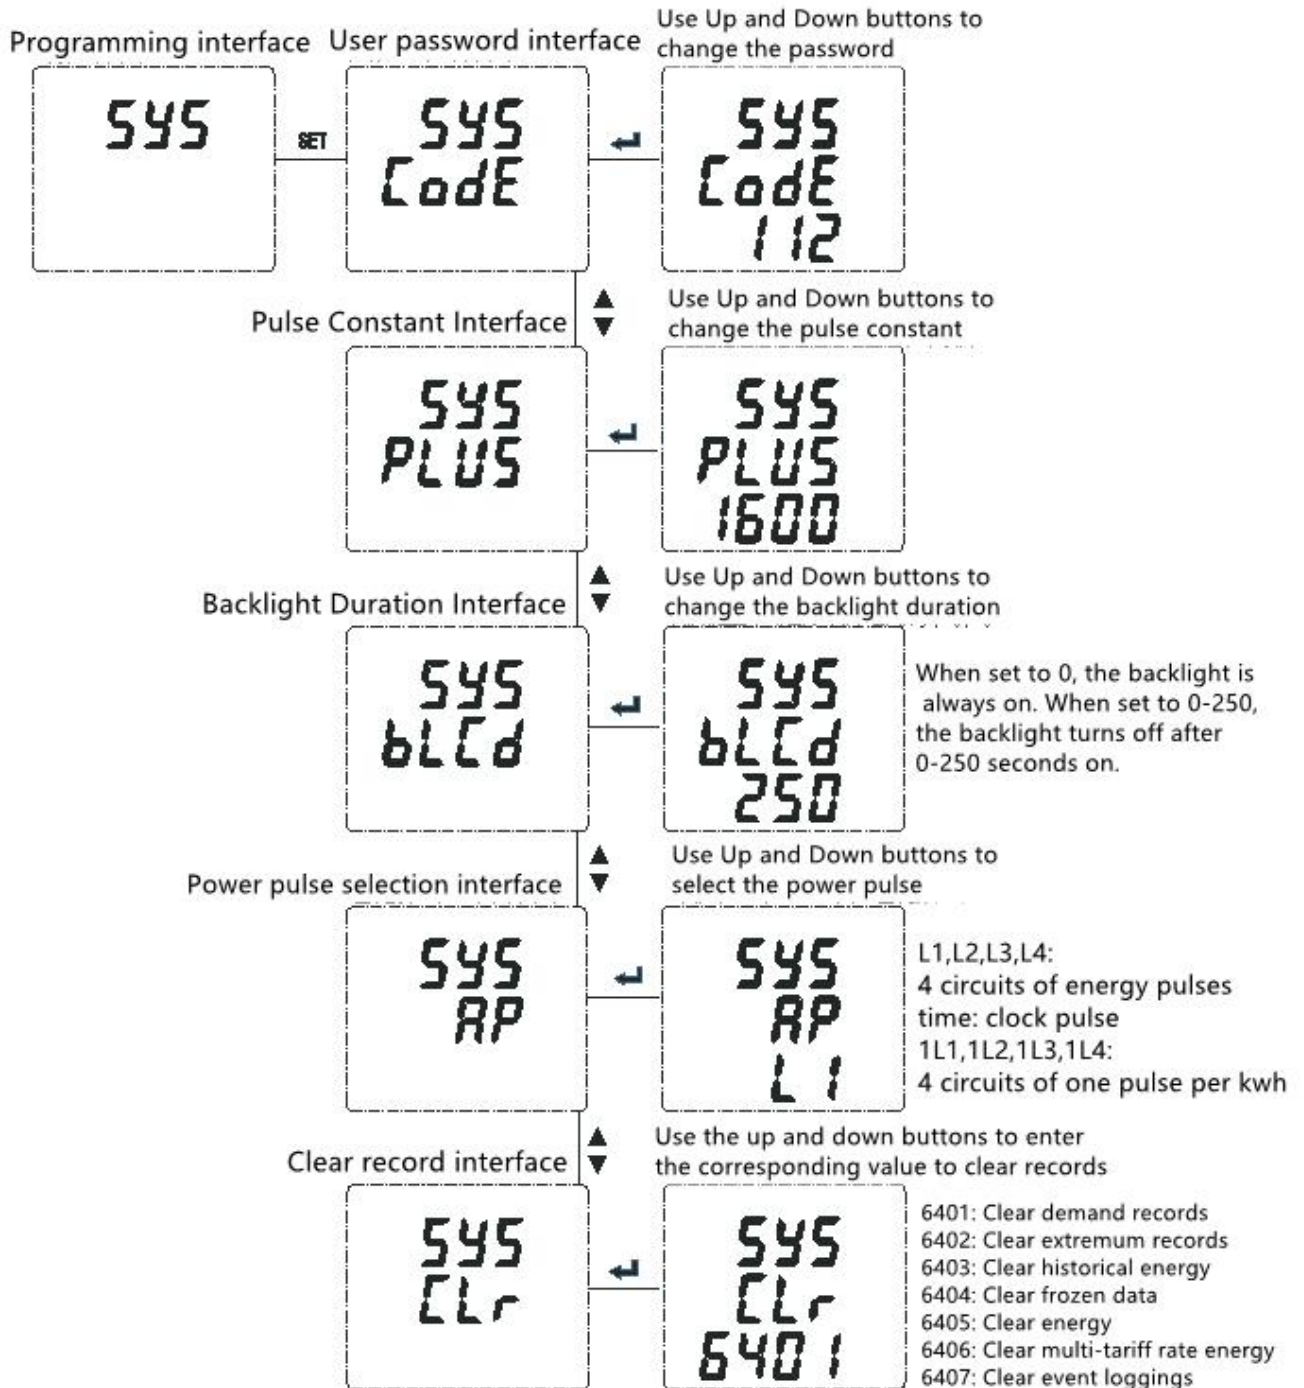 Programming interface
User password interface
Use Up and Down buttons to
change the password
SYS
SET
SYS
CodE
SYS
CodE
112
Pulse Constant Interface
Use Up and Down buttons to
change the pulse constant
SYS
PLUS
SYS
PLUS
1600
Backlight Duration Interface
Use Up and Down buttons to
change the backlight duration
SYS
bLCd
SYS
bLCd
250
When set to 0, the backlight is
always on. When set to 0-250,
the backlight turns off after
0-250 seconds on.
Power pulse selection interface
Use Up and Down buttons to
select the power pulse
SYS
AP
SYS
AP
L1
L1,L2,L3,L4:
4 circuits of energy pulses
time: clock pulse
1L1,1L2,1L3,1L4:
4 circuits of one pulse per kwh
Clear record interface
Use the up and down buttons to enter
the corresponding value to clear records
SYS
CLr
SYS
CLr
6401
6401: Clear demand records
6402: Clear extremum records
6403: Clear historical energy
6404: Clear frozen data
6405: Clear energy
6406: Clear multi-tariff rate energy
6407: Clear event loggings